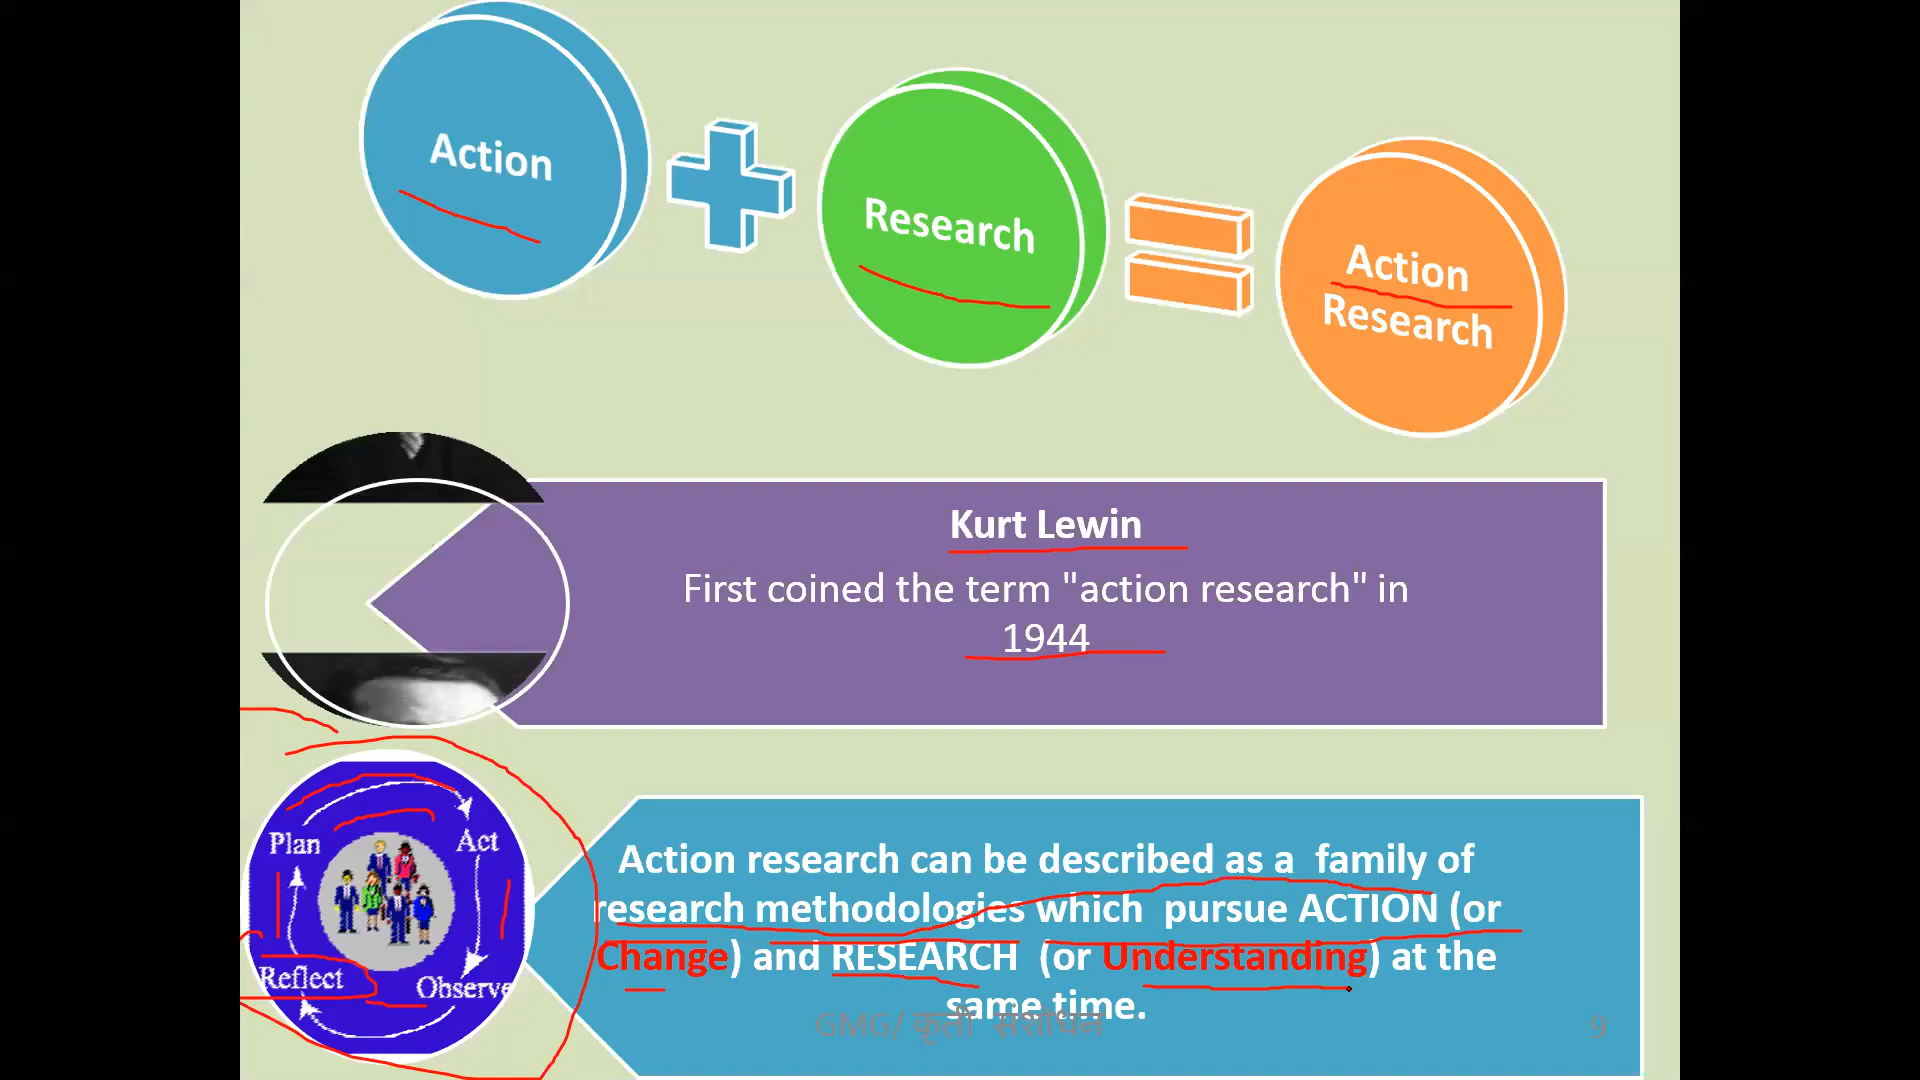 Action
Research
Action
Research
Kurt Lewin
First coined the term "action research" in
1944
Plan
Act
Reflect
Observe
Action research can be described as a family of
research methodologies which pursue ACTION (or
Change) and RESEARCH (or Understanding) at the
same time.
GMG/ कृती संशोधन
9